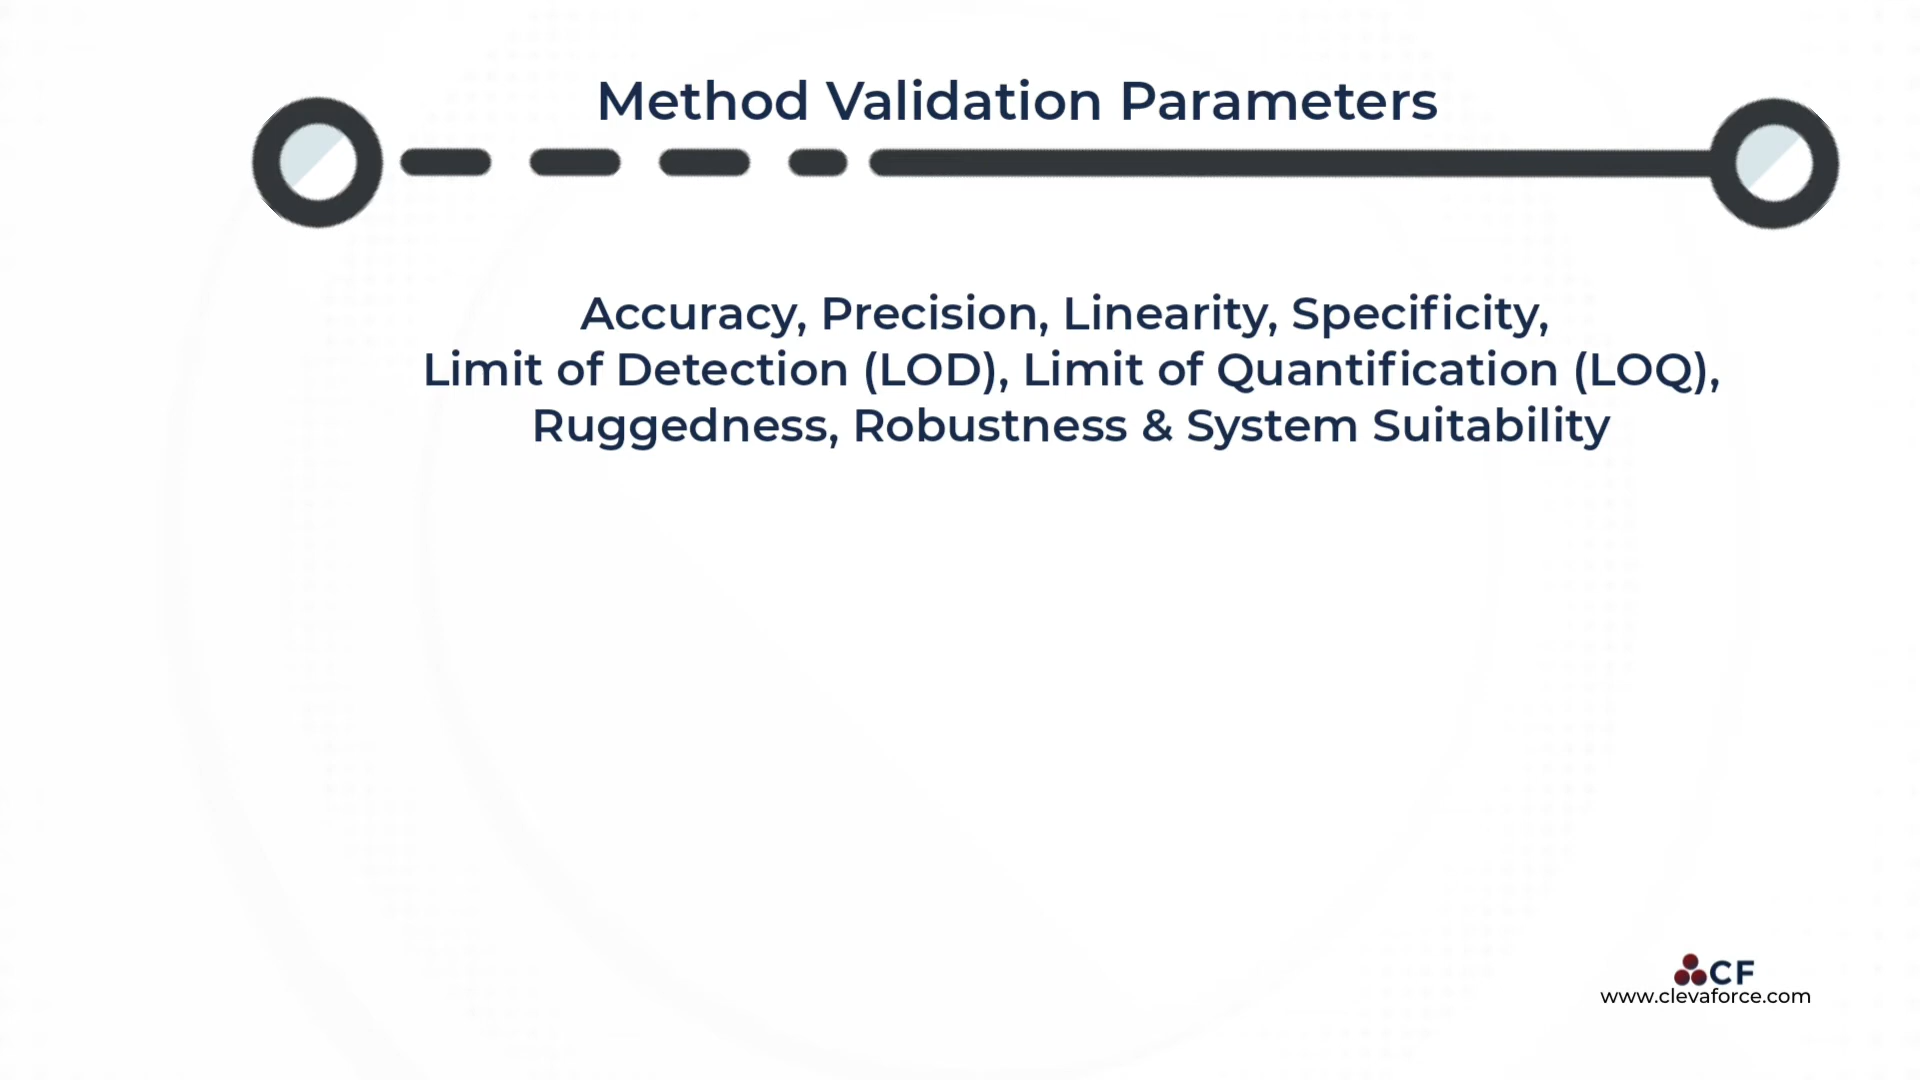 Method Validation Parameters
Accuracy, Precision, Linearity, Specificity,
Limit of Detection (LOD), Limit of Quantification (LOQ),
Ruggedness, Robustness & System Suitability
CF
www.clevaforce.com